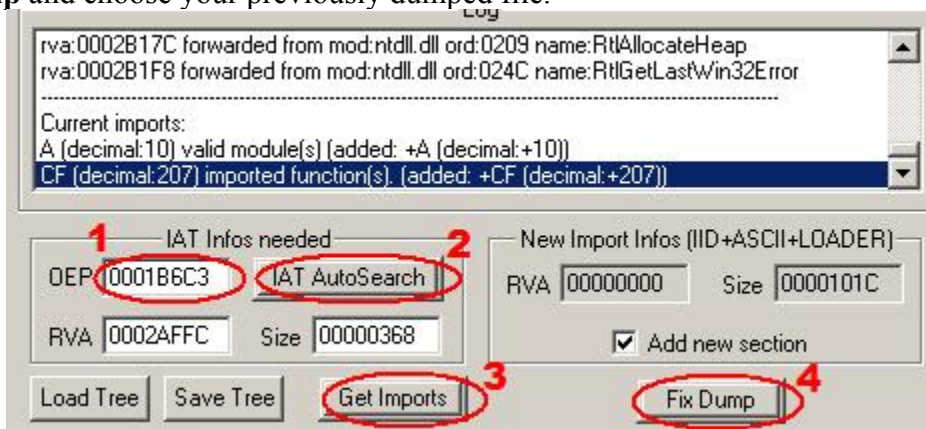 p and choose your previously dumped file.
Log
rva:0002B17C forwarded from mod:ntdll.dll ord:0209 name:RtlAllocateHeap
rva:0002B1F8 forwarded from mod:ntdll.dll ord:024C name:RtlGetLastWin32Error
---------------------------------------------------------------------------------------------------
Current imports:
A (decimal:10) valid module(s) (added: +A (decimal:+10))
CF (decimal:207) imported function(s). (added: +CF (decimal:+207))
1 IAT Infos needed 2 New Import Infos (IID+ASCII+LOADER)
OEP 0001B6C3 IAT AutoSearch RVA 00000000 Size 0000101C
RVA 0002AFFC Size 00000368 Add new section
Load Tree Save Tree Get Imports 3 Fix Dump 4